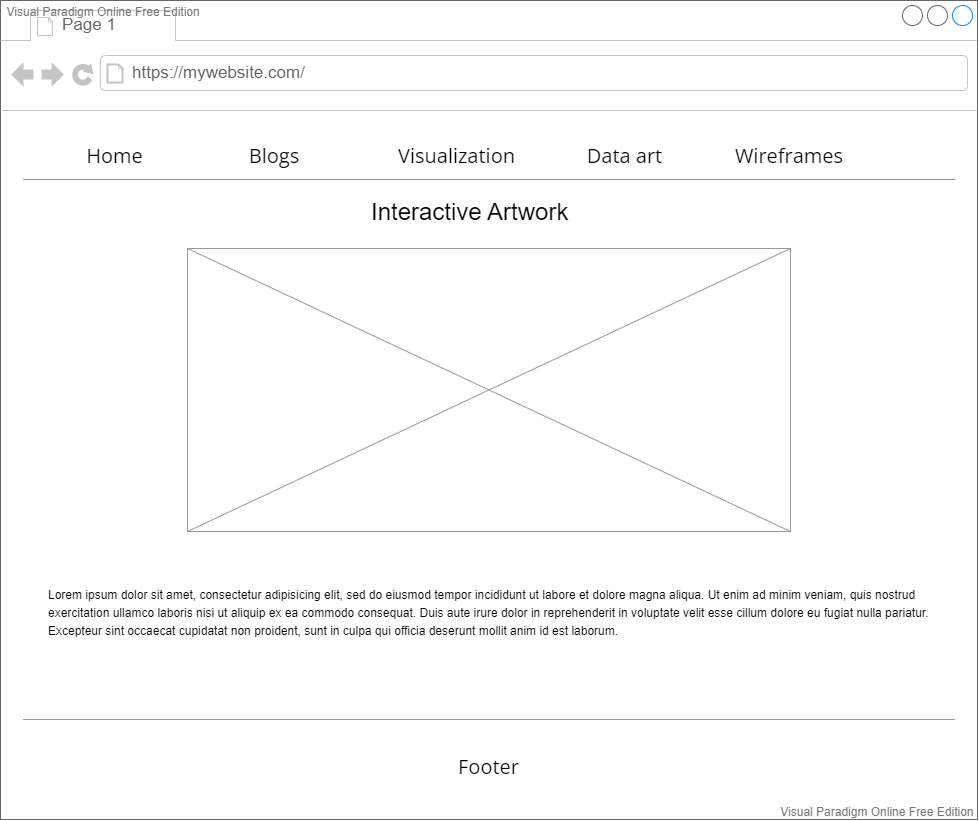 Visual Paradigm Online Free Edition
Page 1
https://mywebsite.com/
Home Blogs Visualization Data art Wireframes
Interactive Artwork
Lorem ipsum dolor sit amet, consectetur adipisicing elit, sed do eiusmod tempor incididunt ut labore et dolore magna aliqua. Ut enim ad minim veniam, quis nostrud
exercitation ullamco laboris nisi ut aliquip ex ea commodo consequat. Duis aute irure dolor in reprehenderit in voluptate velit esse cillum dolore eu fugiat nulla pariatur.
Excepteur sint occaecat cupidatat non proident, sunt in culpa qui officia deserunt mollit anim id est laborum.
Footer
Visual Paradigm Online Free Edition